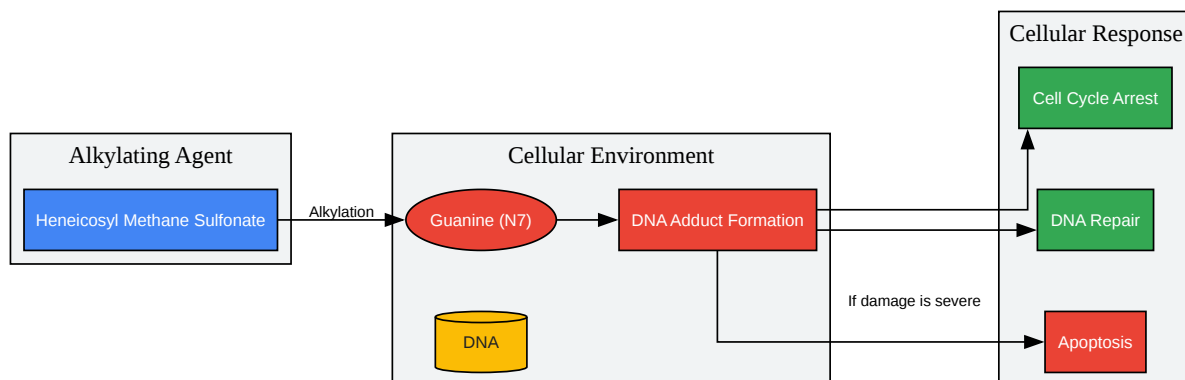 Cellular Response
Cell Cycle Arrest
Alkylating Agent
Cellular Environment
Heneicosyl Methane Sulfonate
Alkylation
Guanine (N7)
DNA Adduct Formation
DNA Repair
If damage is severe
DNA
Apoptosis